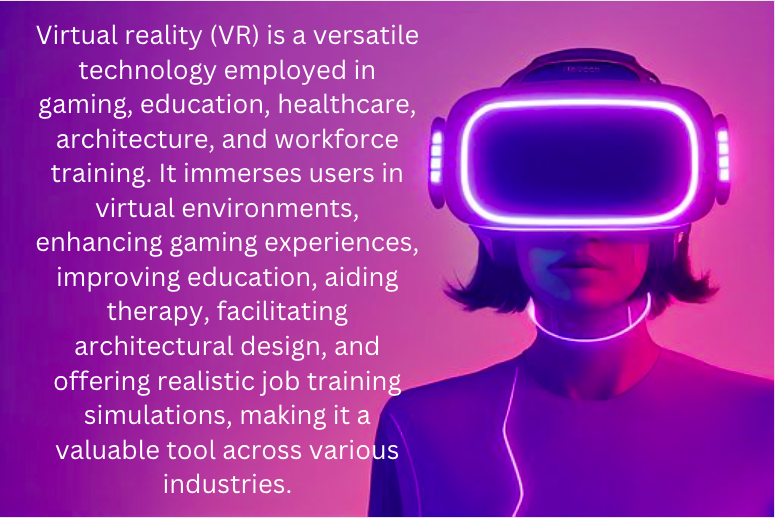 Virtual reality (VR) is a versatile
technology employed in
gaming, education, healthcare,
architecture, and workforce
training. It immerses users in
virtual environments,
enhancing gaming experiences,
improving education, aiding
therapy, facilitating
architectural design, and
offering realistic job training
simulations, making it a
valuable tool across various
industries.